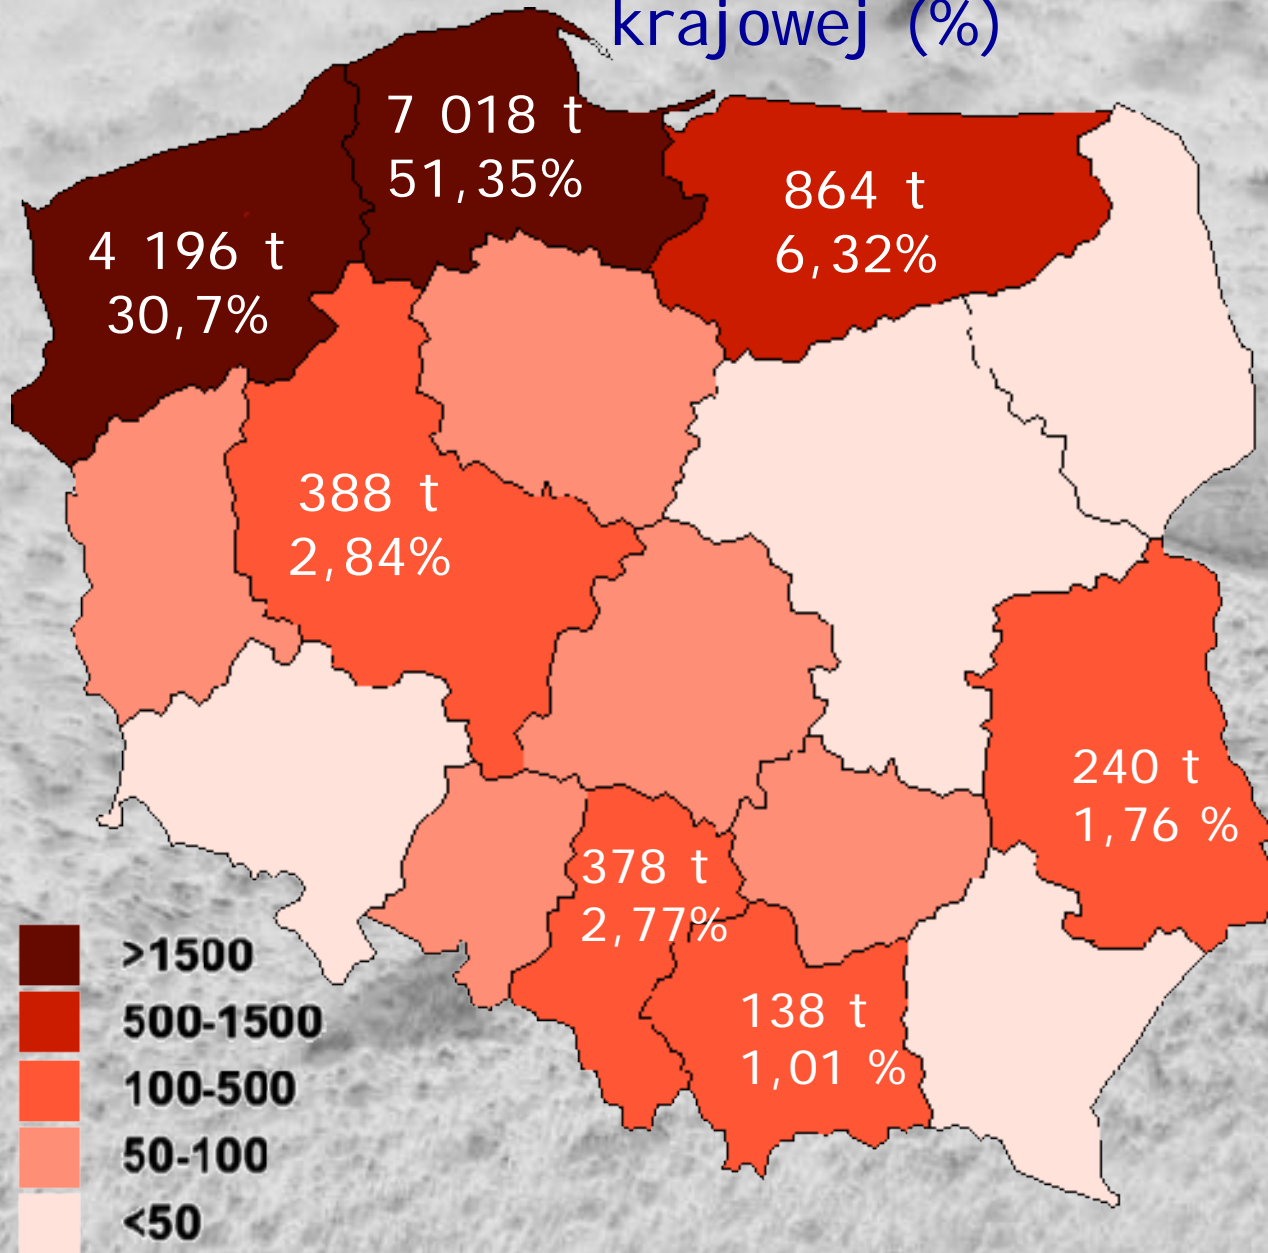 krajowej (%)
7 018 t
51,35%
864 t
6,32%
4 196 t
30,7%
388 t
2,84%
240 t
1,76 %
378 t
2,77%
138 t
1,01 %
>1500
500-1500
100-500
50-100
<50